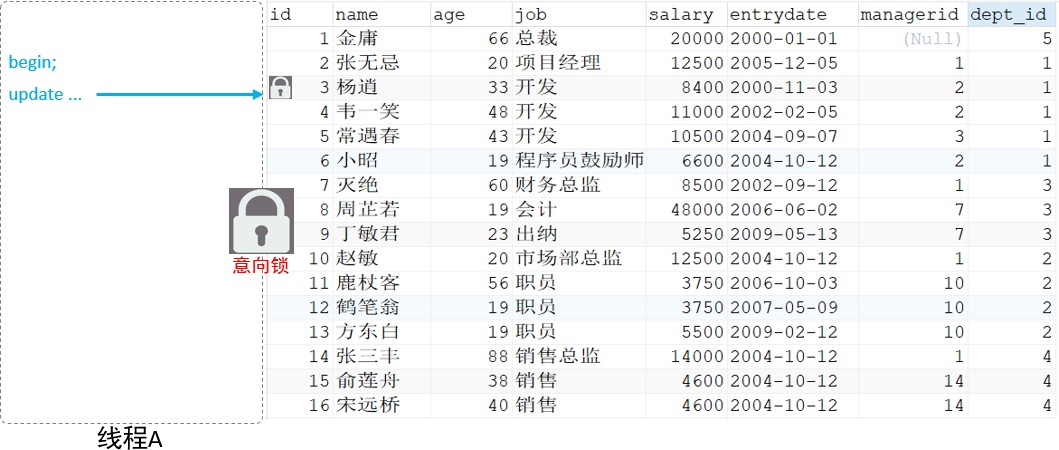 id name age job salary entrydate managerid dept_id
1 金庸 66 总裁 20000 2000-01-01 (Null) 5
begin;
2 张无忌 20 项目经理 12500 2005-12-05 1 1
update ...
3 杨逍 33 开发 8400 2000-11-03 2 1
4 韦一笑 48 开发 11000 2002-02-05 2 1
5 常遇春 43 开发 10500 2004-09-07 3 1
6 小昭 19 程序员鼓励师 6600 2004-10-12 2 1
7 灭绝 60 财务总监 8500 2002-09-12 1 3
8 周芷若 19 会计 48000 2006-06-02 7 3
9 丁敏君 23 出纳 5250 2009-05-13 7 3
意向锁
10 赵敏 20 市场部总监 12500 2004-10-12 1 2
11 鹿杖客 56 职员 3750 2006-10-03 10 2
12 鹤笔翁 19 职员 3750 2007-05-09 10 2
13 方东白 19 职员 5500 2009-02-12 10 2
14 张三丰 88 销售总监 14000 2004-10-12 1 4
15 俞莲舟 38 销售 4600 2004-10-12 14 4
16 宋远桥 40 销售 4600 2004-10-12 14 4
线程A